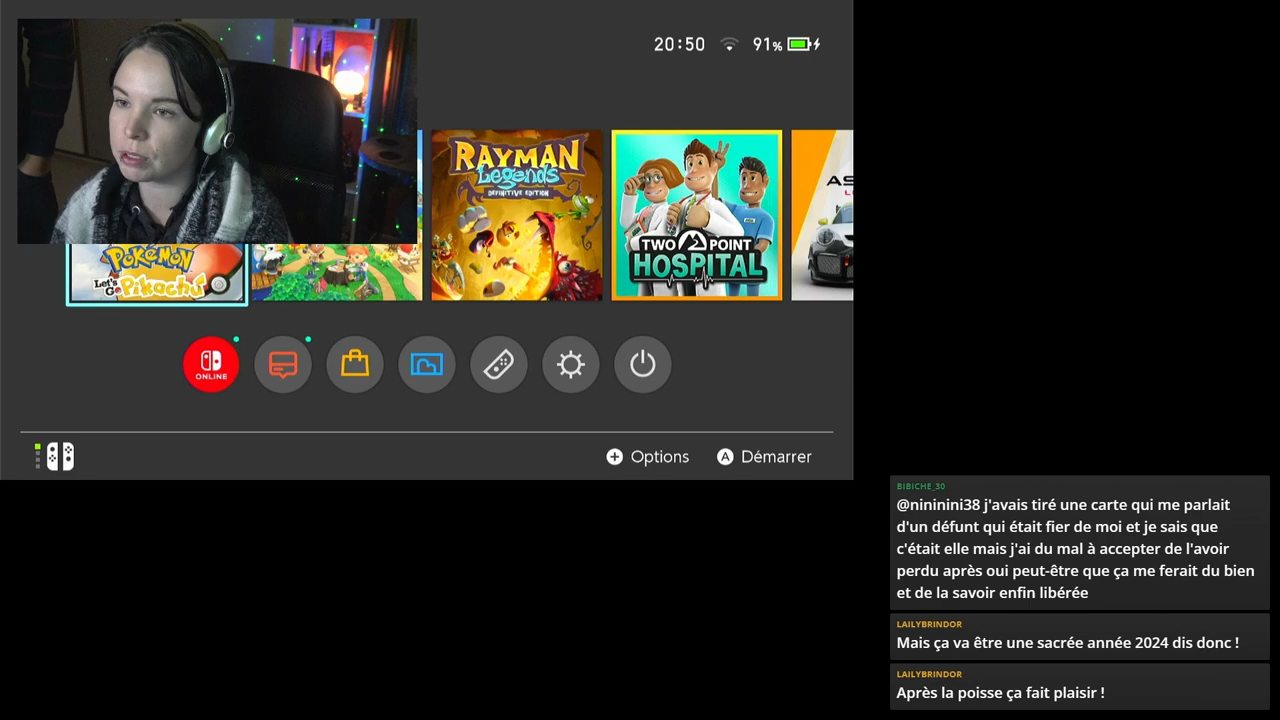 20:50
91%
RAYMAN
Legends
DEFINITIVE EDITION
TWO POINT
HOSPITAL
AS
L
POKÉMON
Let's
Go Pikachu
ONLINE
Options
A Démarrer
BIBICHE_30
@nininini38 j'avais tiré une carte qui me parlait
d'un défunt qui était fier de moi et je sais que
c'était elle mais j'ai du mal à accepter de l'avoir
perdu après oui peut-être que ça me ferait du bien
et de la savoir enfin libérée
LAILYBRINDOR
Mais ça va être une sacrée année 2024 dis donc !
LAILYBRINDOR
Après la poisse ça fait plaisir !